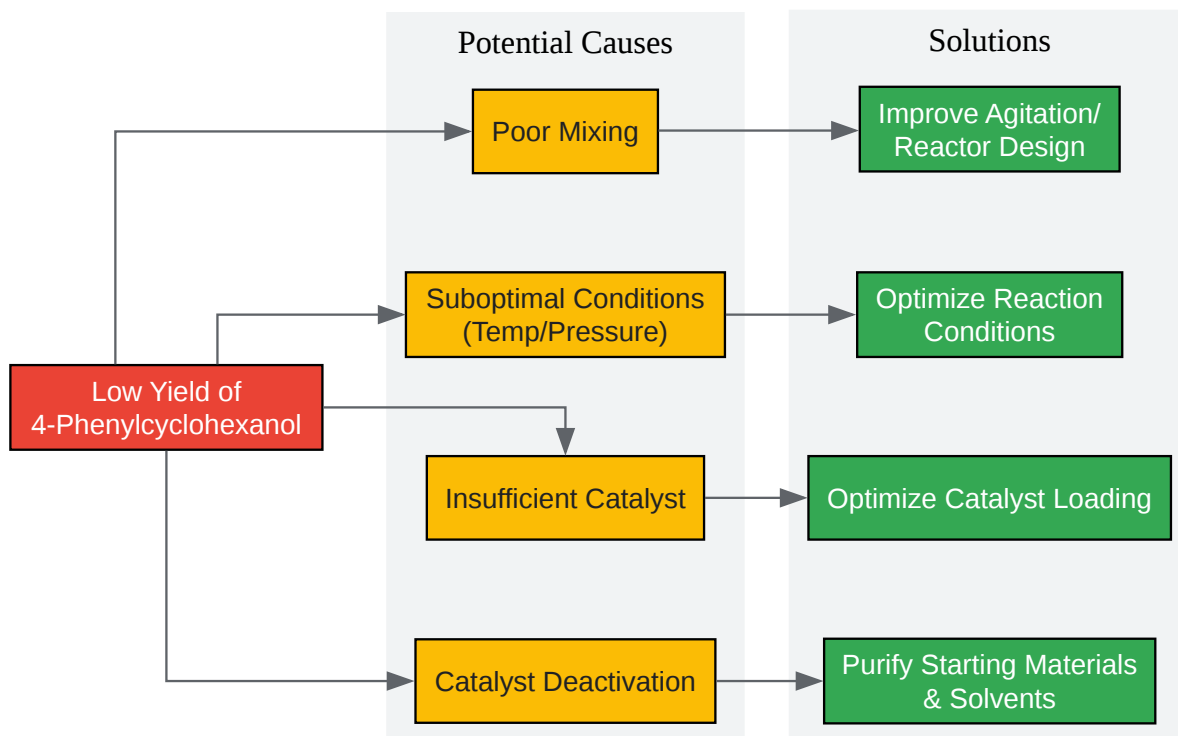 Potential Causes
Solutions
Poor Mixing
Improve Agitation/
Reactor Design
Suboptimal Conditions
(Temp/Pressure)
Optimize Reaction
Conditions
Low Yield of
4-Phenylcyclohexanol
Insufficient Catalyst
Optimize Catalyst Loading
Catalyst Deactivation
Purify Starting Materials
& Solvents